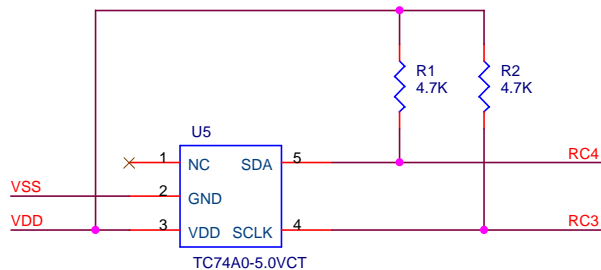 R1
4.7K
R2
4.7K
U5
1
NC
SDA
5
RC4
VSS
2
GND
VDD
3
VDD
SCLK
4
RC3
TC74A0-5.0VCT